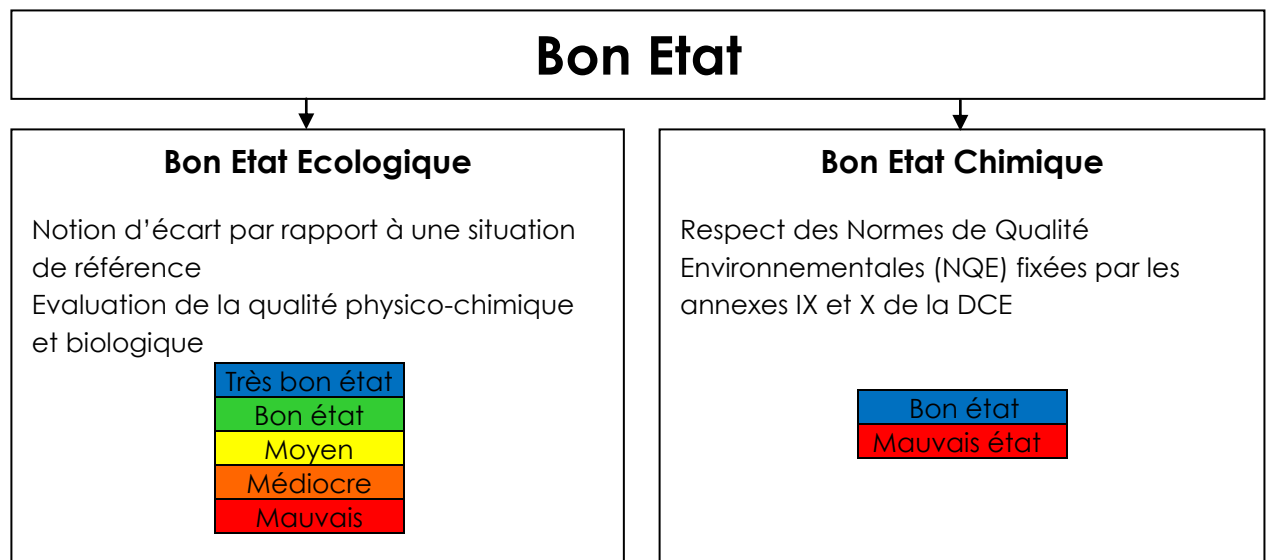 Bon Etat
Bon Etat Ecologique
Notion d’écart par rapport à une situation
de référence
Evaluation de la qualité physico-chimique
et biologique
Très bon état
Bon état
Moyen
Médiocre
Mauvais
Bon Etat Chimique
Respect des Normes de Qualité
Environnementales (NQE) fixées par les
annexes IX et X de la DCE
Bon état
Mauvais état